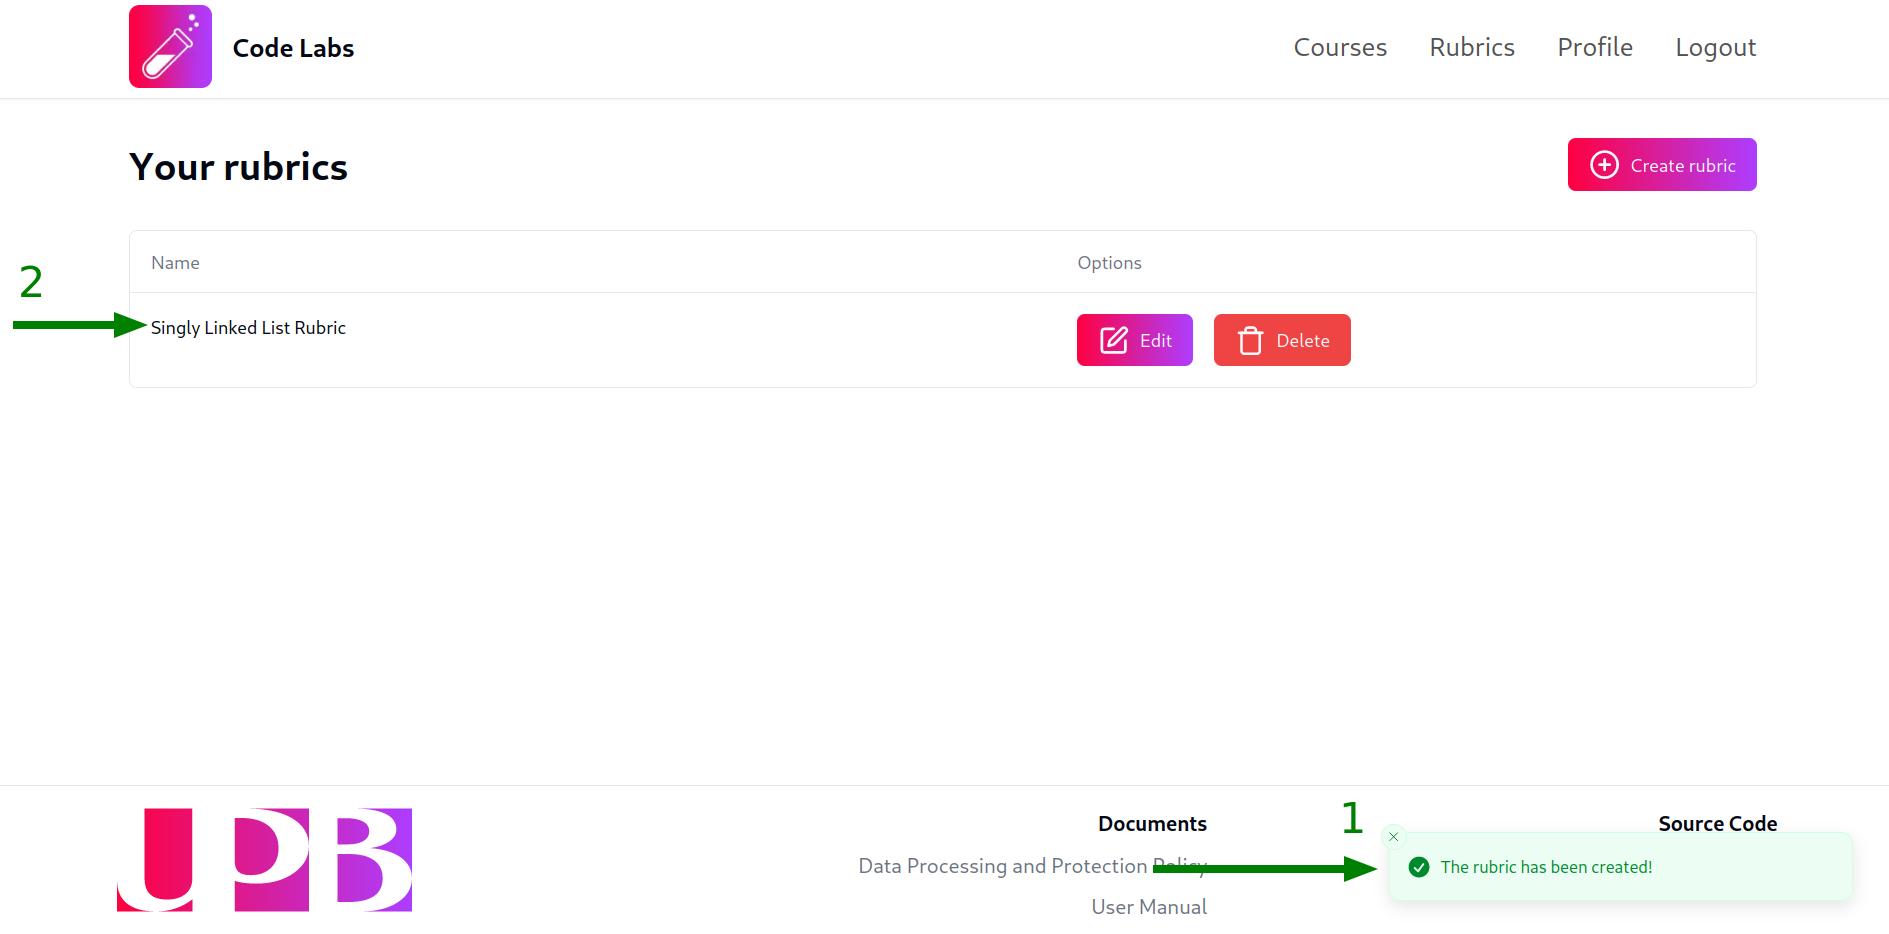 Code Labs
Courses Rubrics Profile Logout
Your rubrics
Create rubric
Name Options
2
Singly Linked List Rubric
Edit Delete
UPB
Documents
1
Source Code
Data Processing and Protection Policy
The rubric has been created!
User Manual